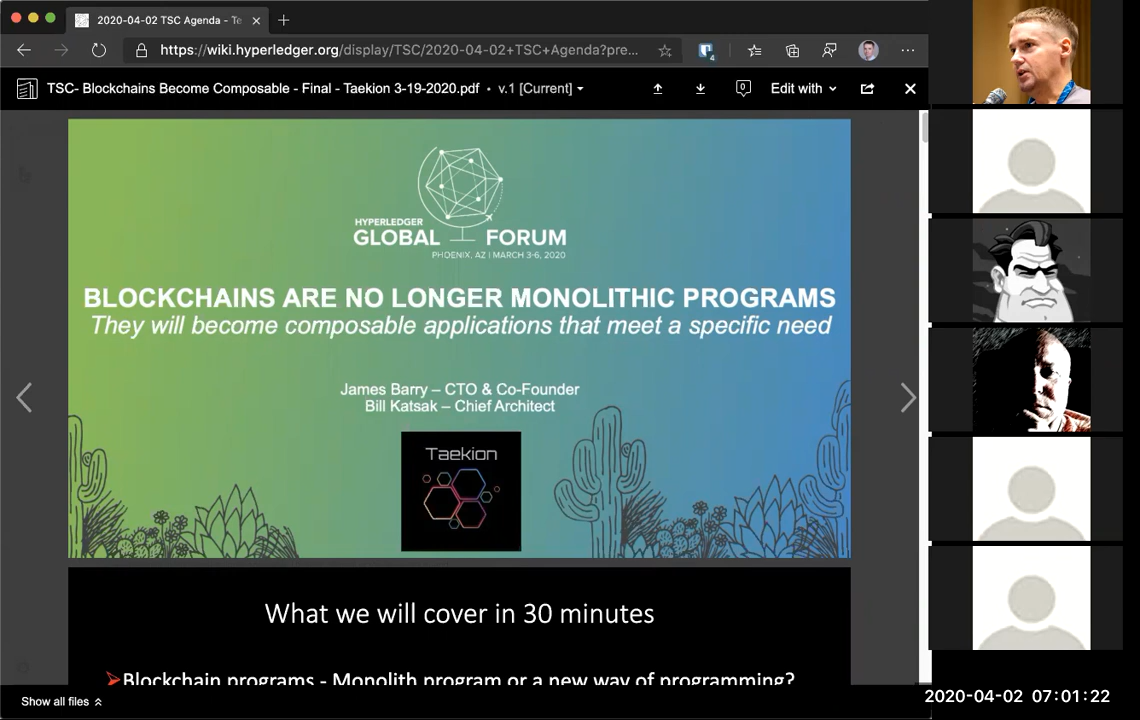 2020-04-02 TSC Agenda - Te
https://wiki.hyperledger.org/display/TSC/2020-04-02+TSC+Agenda?pre...
4
TSC- Blockchains Become Composable - Final - Taekion 3-19-2020.pdf • v.1 [Current]
0
Edit with
HYPERLEDGER
GLOBAL FORUM
PHOENIX, AZ | MARCH 3-6, 2020
BLOCKCHAINS ARE NO LONGER MONOLITHIC PROGRAMS
They will become composable applications that meet a specific need
James Barry – CTO & Co-Founder
Bill Katsak – Chief Architect
Taekion
What we will cover in 30 minutes
Blockchain programs - Monolith program or a new way of programming?
Show all files
2020-04-02 07:01:22